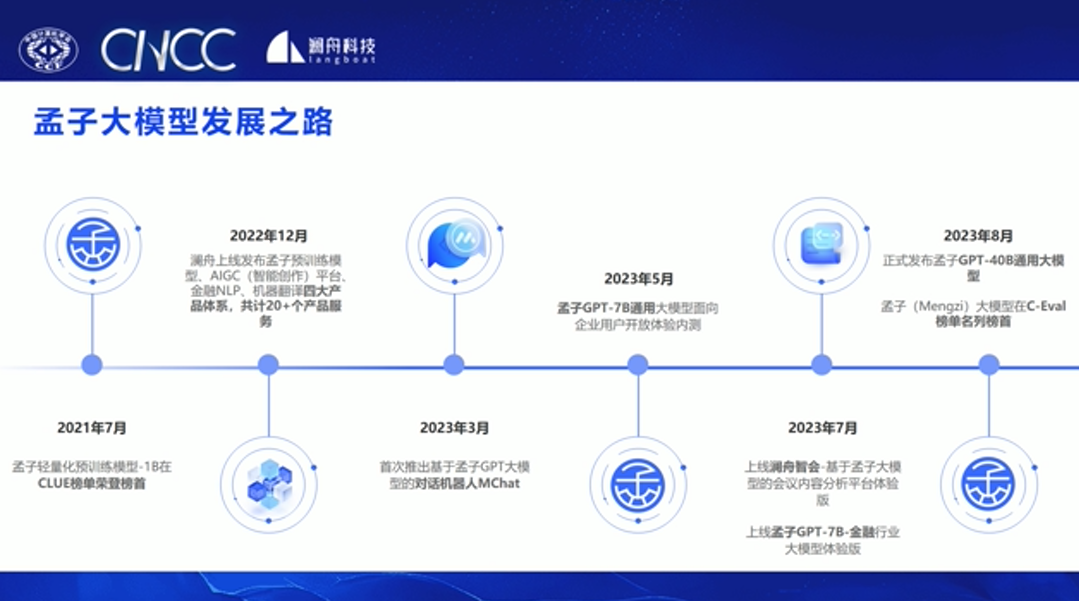 CCF
CNCC
澜舟科技
langboat
孟子大模型发展之路
2021年7月
孟子轻量化预训练模型-1B在
CLUE榜单荣登榜首
2022年12月
澜舟上线发布孟子预训练模
型、AIGC（智能创作）平台、
金融NLP、机器翻译四大产
品体系，共计20+个产品服
务
2023年3月
首次推出基于孟子GPT大模
型的对话机器人MChat
2023年5月
孟子GPT-7B通用大模型面向
企业用户开放体验内测
2023年7月
上线澜舟智会-基于孟子大模
型的会议内容分析平台体验
版
上线孟子GPT-7B-金融行业
大模型体验版
2023年8月
正式发布孟子GPT-40B通用大模
型
孟子（Mengzi）大模型在C-Eval
榜单名列榜首